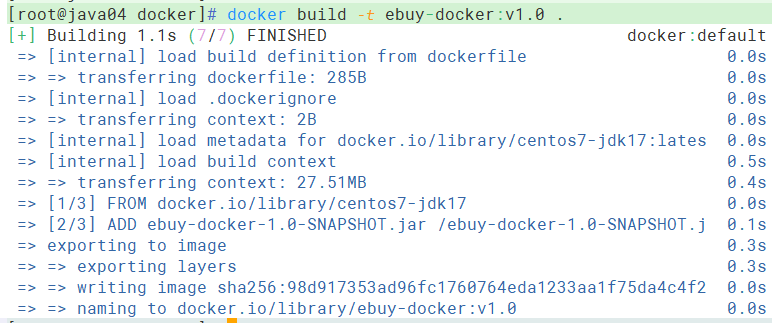 [root@java04 docker]# docker build -t ebuy-docker:v1.0 .
[+] Building 1.1s (7/7) FINISHED docker:default
=> [internal] load build definition from dockerfile 0.0s
=> => transferring dockerfile: 285B 0.0s
=> [internal] load .dockerignore 0.0s
=> => transferring context: 2B 0.0s
=> [internal] load metadata for docker.io/library/centos7-jdk17:lates 0.0s
=> [internal] load build context 0.5s
=> => transferring context: 27.51MB 0.4s
=> [1/3] FROM docker.io/library/centos7-jdk17 0.0s
=> [2/3] ADD ebuy-docker-1.0-SNAPSHOT.jar /ebuy-docker-1.0-SNAPSHOT.j 0.1s
=> exporting to image 0.3s
=> => exporting layers 0.3s
=> => writing image sha256:98d917353ad96fc1760764eda1233aa1f75da4c4f2 0.0s
=> => naming to docker.io/library/ebuy-docker:v1.0 0.0s